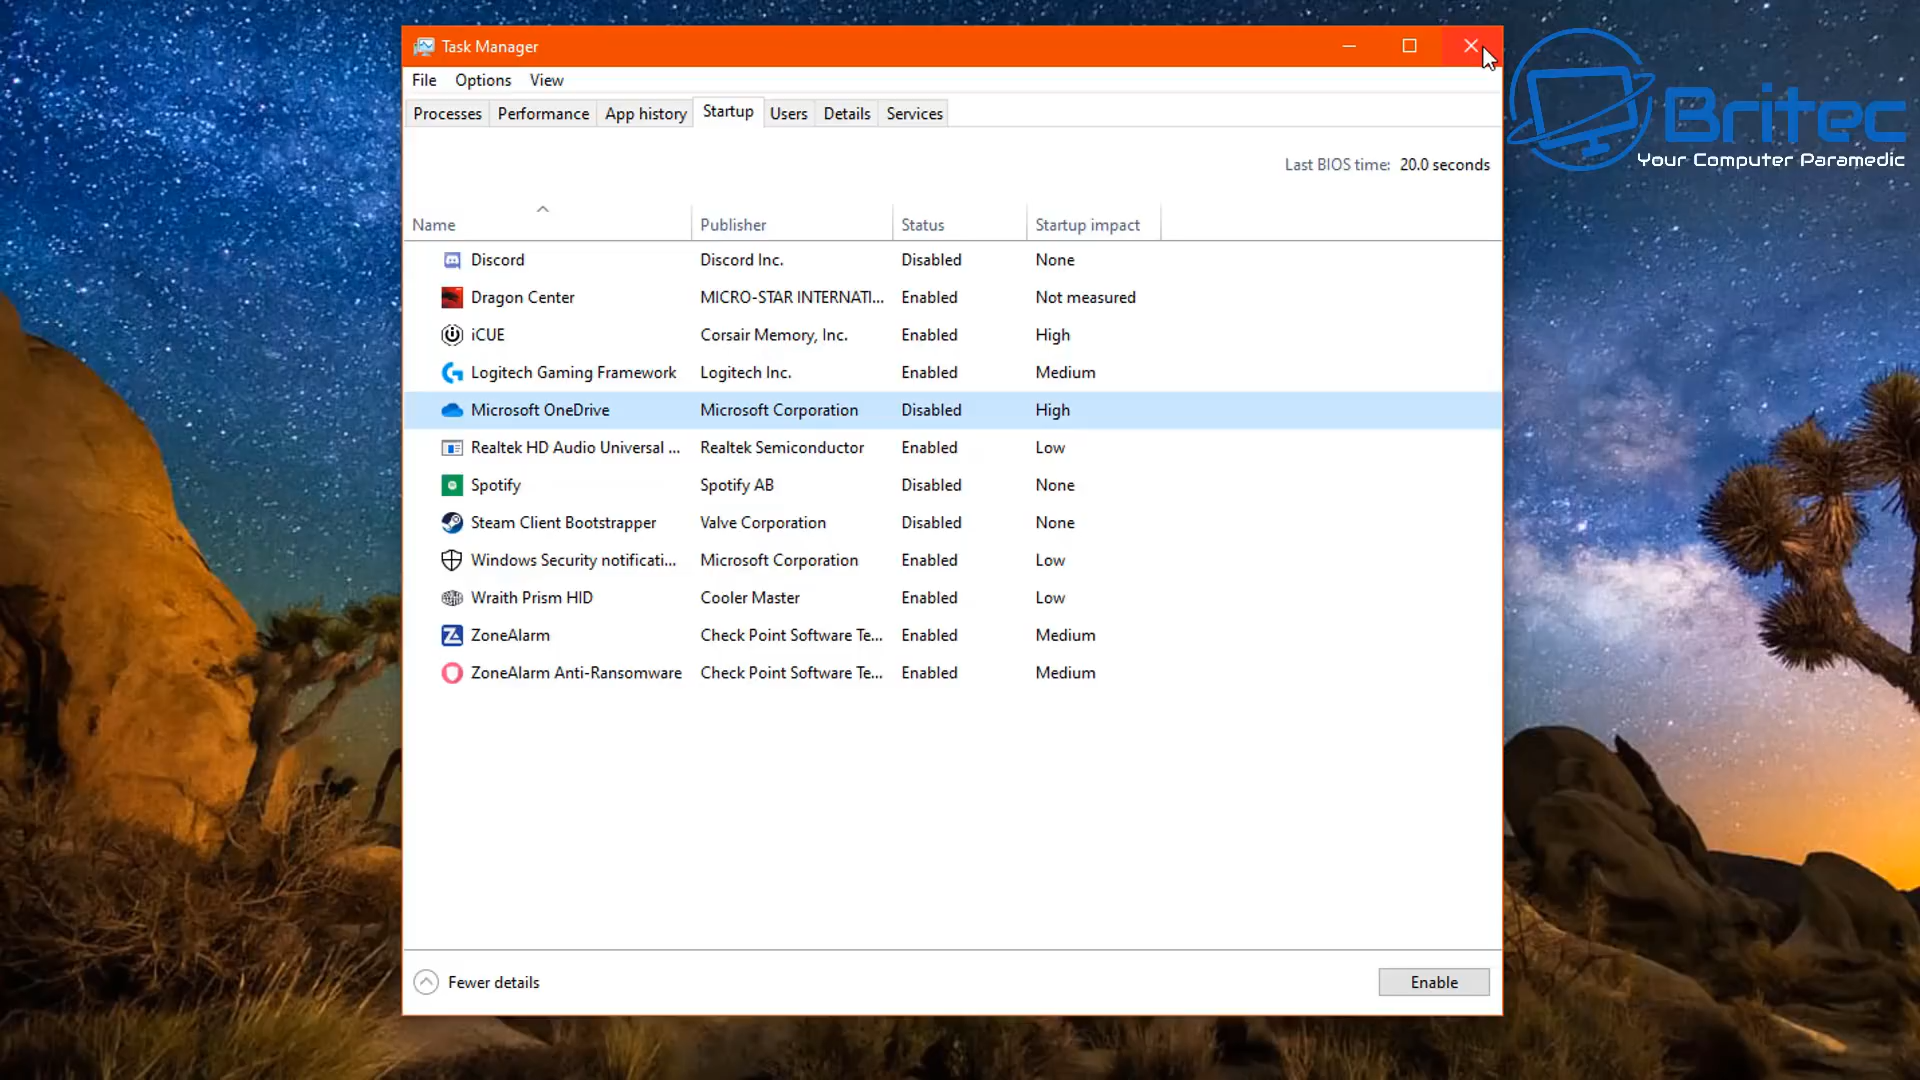 Task Manager
File Options View
Processes Performance App history Startup Users Details Services
Last BIOS time: 20.0 seconds
Name Publisher Status Startup impact
Discord Discord Inc. Disabled None
Dragon Center MICRO-STAR INTERNATI... Enabled Not measured
iCUE Corsair Memory, Inc. Enabled High
Logitech Gaming Framework Logitech Inc. Enabled Medium
Microsoft OneDrive Microsoft Corporation Disabled High
Realtek HD Audio Universal ... Realtek Semiconductor Enabled Low
Spotify Spotify AB Disabled None
Steam Client Bootstrapper Valve Corporation Disabled None
Windows Security notificati... Microsoft Corporation Enabled Low
Wraith Prism HID Cooler Master Enabled Low
ZoneAlarm Check Point Software Te... Enabled Medium
ZoneAlarm Anti-Ransomware Check Point Software Te... Enabled Medium
Fewer details Enable
Britec
Your Computer Paramedic